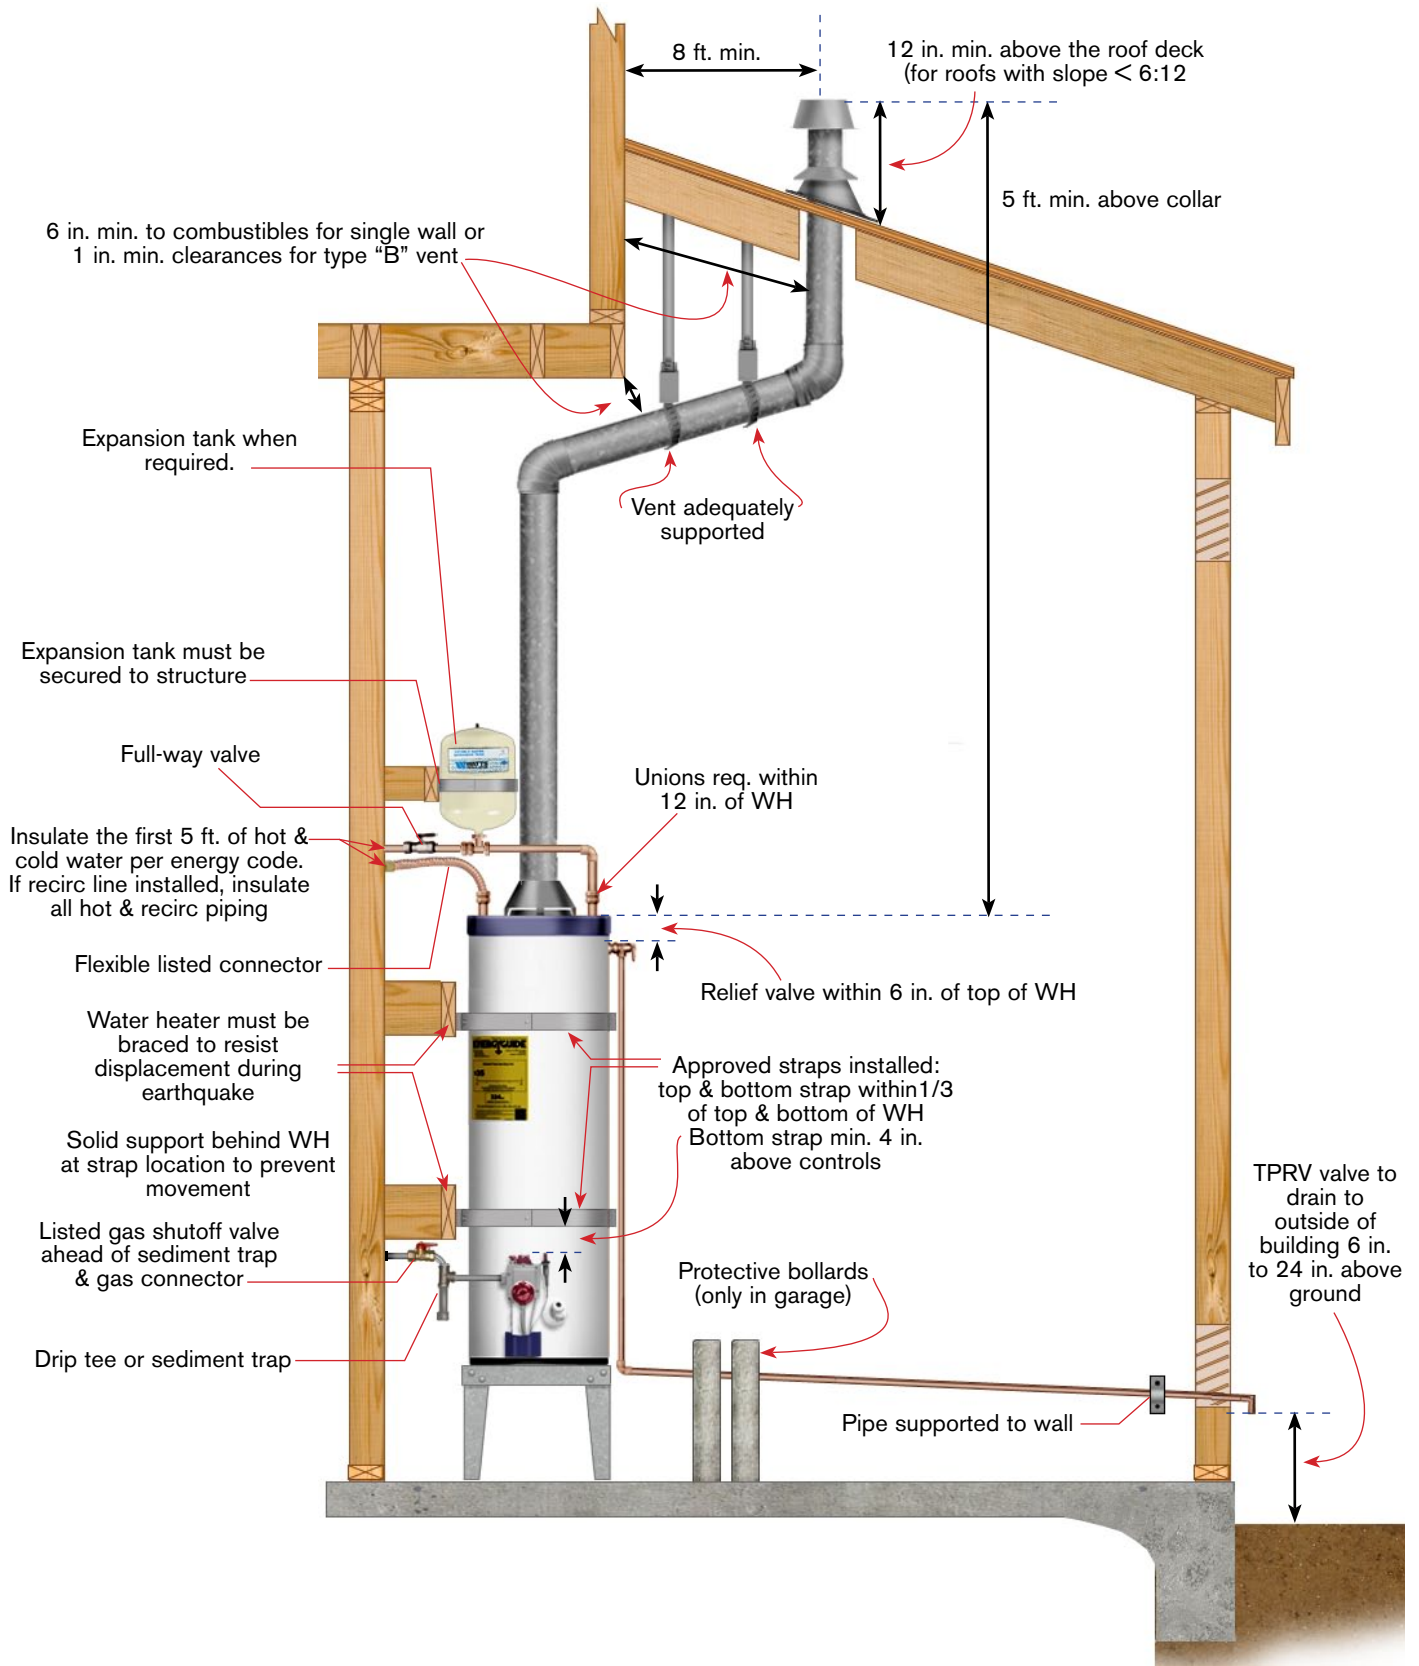 8 ft. min.
12 in. min. above the roof deck
(for roofs with slope < 6:12
5 ft. min. above collar
6 in. min. to combustibles for single wall or
1 in. min. clearances for type “B” vent
Expansion tank when
required.
Vent adequately
supported
Expansion tank must be
secured to structure
Full-way valve
Unions req. within
12 in. of WH
Insulate the first 5 ft. of hot &
cold water per energy code.
If recirc line installed, insulate
all hot & recirc piping
Flexible listed connector
Relief valve within 6 in. of top of WH
Water heater must be
braced to resist
displacement during
earthquake
ENERGYGUIDE
Approved straps installed:
top & bottom strap within1/3
of top & bottom of WH
Bottom strap min. 4 in.
above controls
Solid support behind WH
at strap location to prevent
movement
Listed gas shutoff valve
ahead of sediment trap
& gas connector
Drip tee or sediment trap
Protective bollards
(only in garage)
TPRV valve to
drain to
outside of
building 6 in.
to 24 in. above
ground
Pipe supported to wall